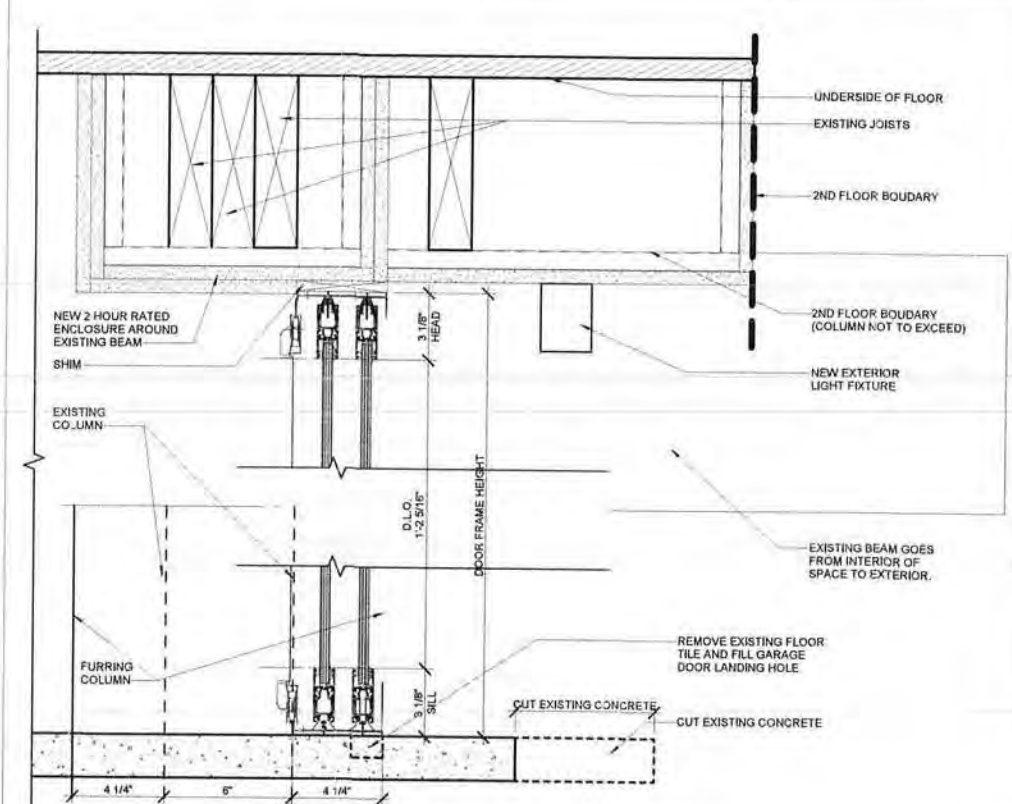 UNDERSIDE OF FLOOR
EXISTING JOISTS
2ND FLOOR BOUDARY
NEW 2 HOUR RATED
ENCLOSURE AROUND
EXISTING BEAM
SHIM
3 1/8"
HEAD
2ND FLOOR BOUDARY
(COLUMN NOT TO EXCEED)
NEW EXTERIOR
LIGHT FIXTURE
EXISTING
COLUMN
D.L.O.
1'-2 5/16"
DOOR FRAME HEIGHT
EXISTING BEAM GOES
FROM INTERIOR OF
SPACE TO EXTERIOR.
FURRING
COLUMN
3 1/8"
SILL
REMOVE EXISTING FLOOR
TILE AND FILL GARAGE
DOOR LANDING HOLE
CUT EXISTING CONCRETE
CUT EXISTING CONCRETE
4 1/4"
6"
4 1/4"